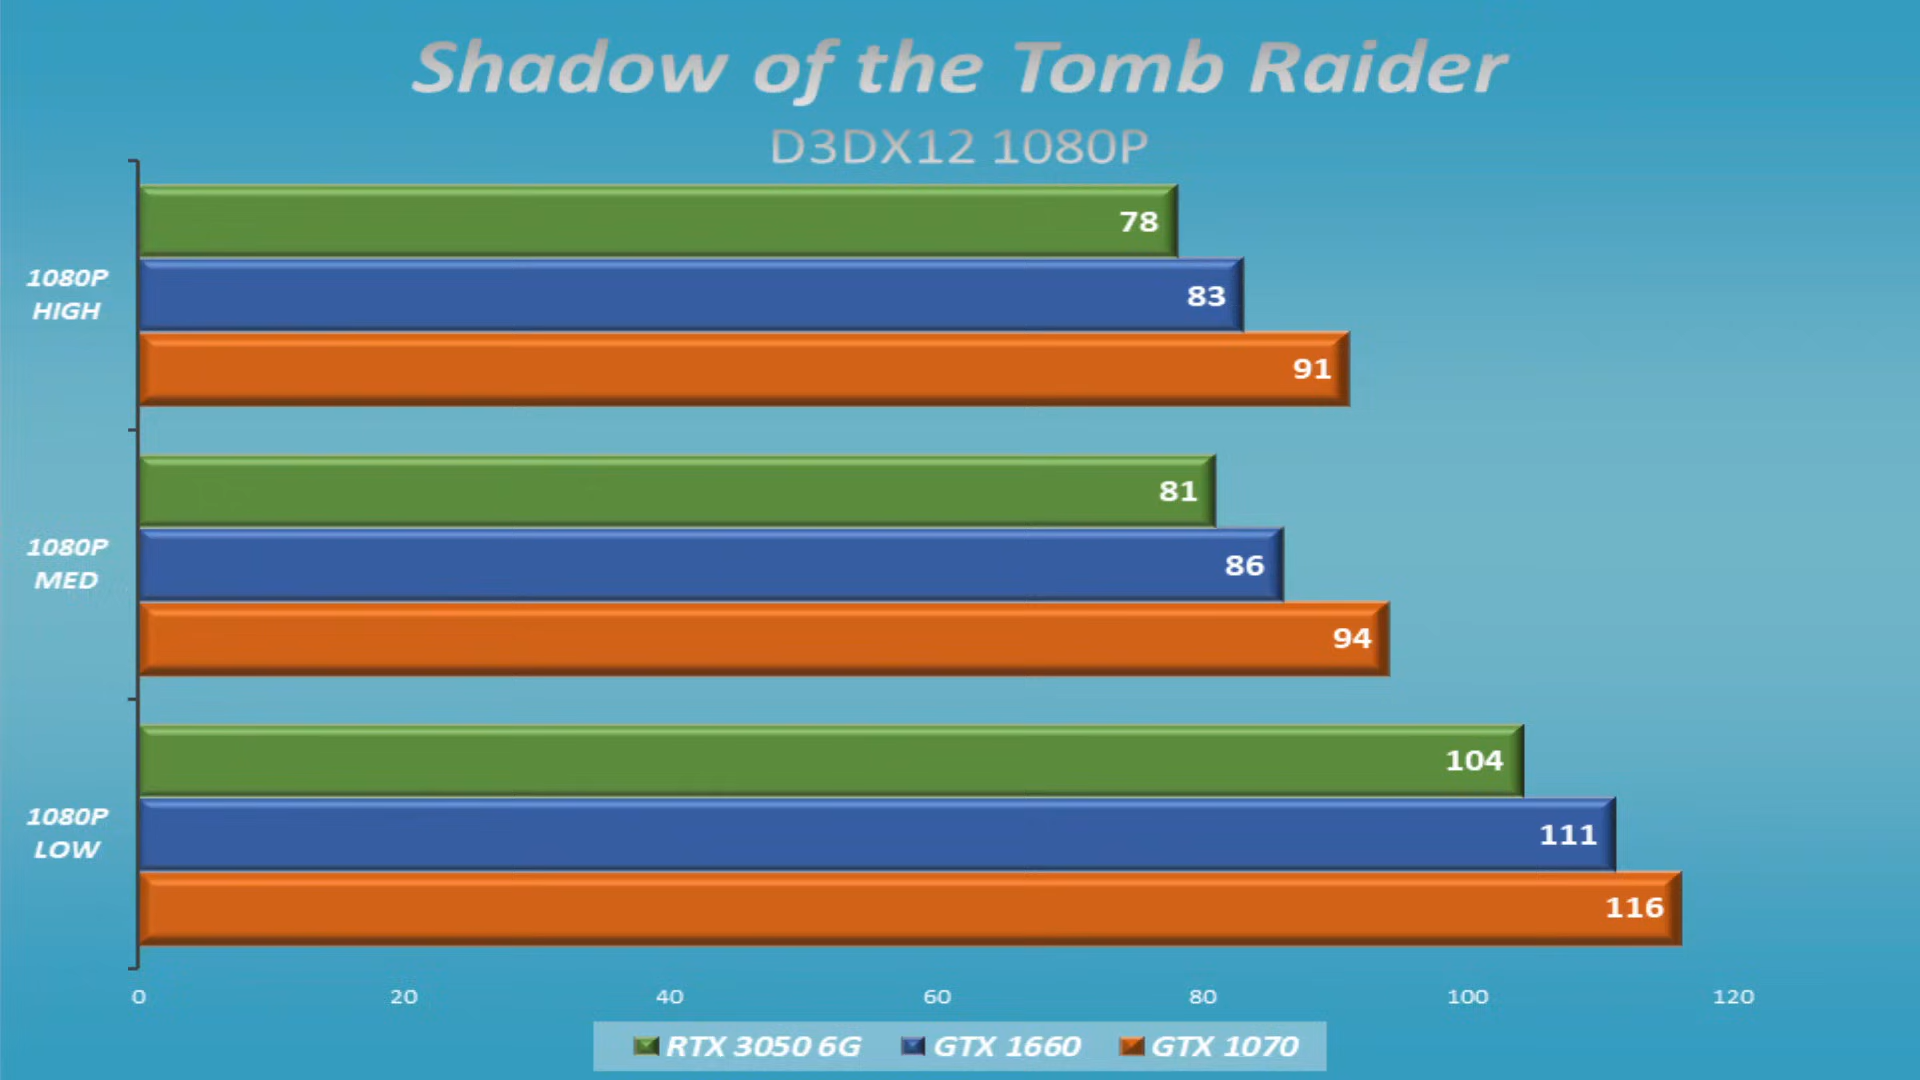 Shadow of the Tomb Raider
D3DX12 1080P
1080P
HIGH
78
83
91
1080P
MED
81
86
94
1080P
LOW
104
111
116
0 20 40 60 80 100 120
RTX 3050 6G GTX 1660 GTX 1070